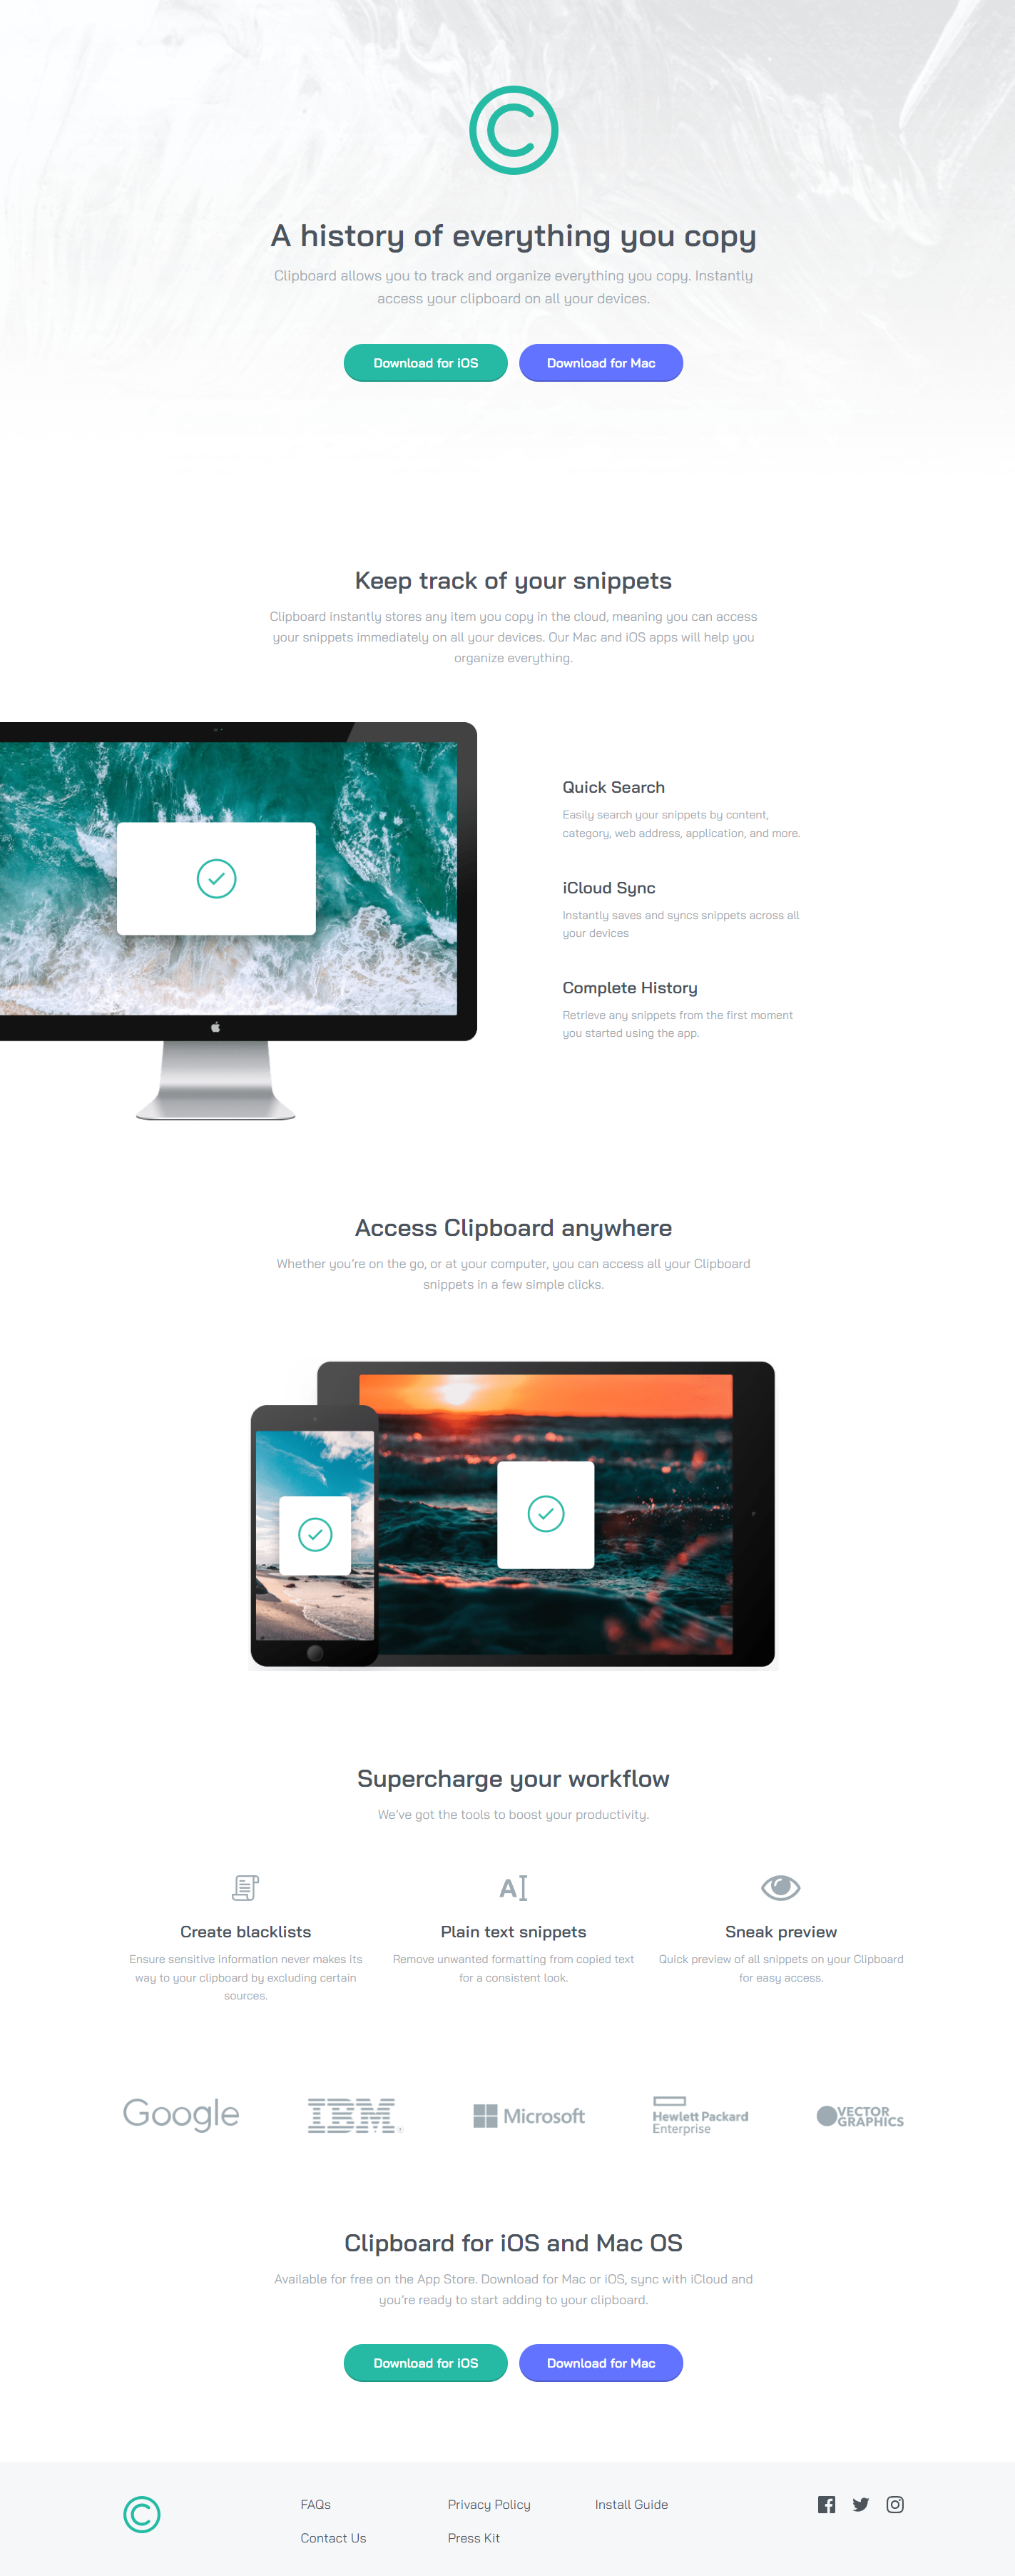 A history of everything you copy
Clipboard allows you to track and organize everything you copy. Instantly
access your clipboard on all your devices.
Download for iOS
Download for Mac
Keep track of your snippets
Clipboard instantly stores any item you copy in the cloud, meaning you can access
your snippets immediately on all your devices. Our Mac and iOS apps will help you
organize everything.
Quick Search
Easily search your snippets by content,
category, web address, application, and more.
iCloud Sync
Instantly saves and syncs snippets across all
your devices
Complete History
Retrieve any snippets from the first moment
you started using the app.
Access Clipboard anywhere
Whether you're on the go, or at your computer, you can access all your Clipboard
snippets in a few simple clicks.
Supercharge your workflow
We've got the tools to boost your productivity.
Create blacklists
Ensure sensitive information never makes its
way to your clipboard by excluding certain
sources.
Plain text snippets
Remove unwanted formatting from copied text
for a consistent look.
Sneak preview
Quick preview of all snippets on your Clipboard
for easy access.
Google
IBM
Microsoft
Hewlett Packard
Enterprise
VECTOR
GRAPHICS
Clipboard for iOS and Mac OS
Available for free on the App Store. Download for Mac or iOS, sync with iCloud and
you're ready to start adding to your clipboard.
Download for iOS
Download for Mac
FAQs
Contact Us
Privacy Policy
Press Kit
Install Guide